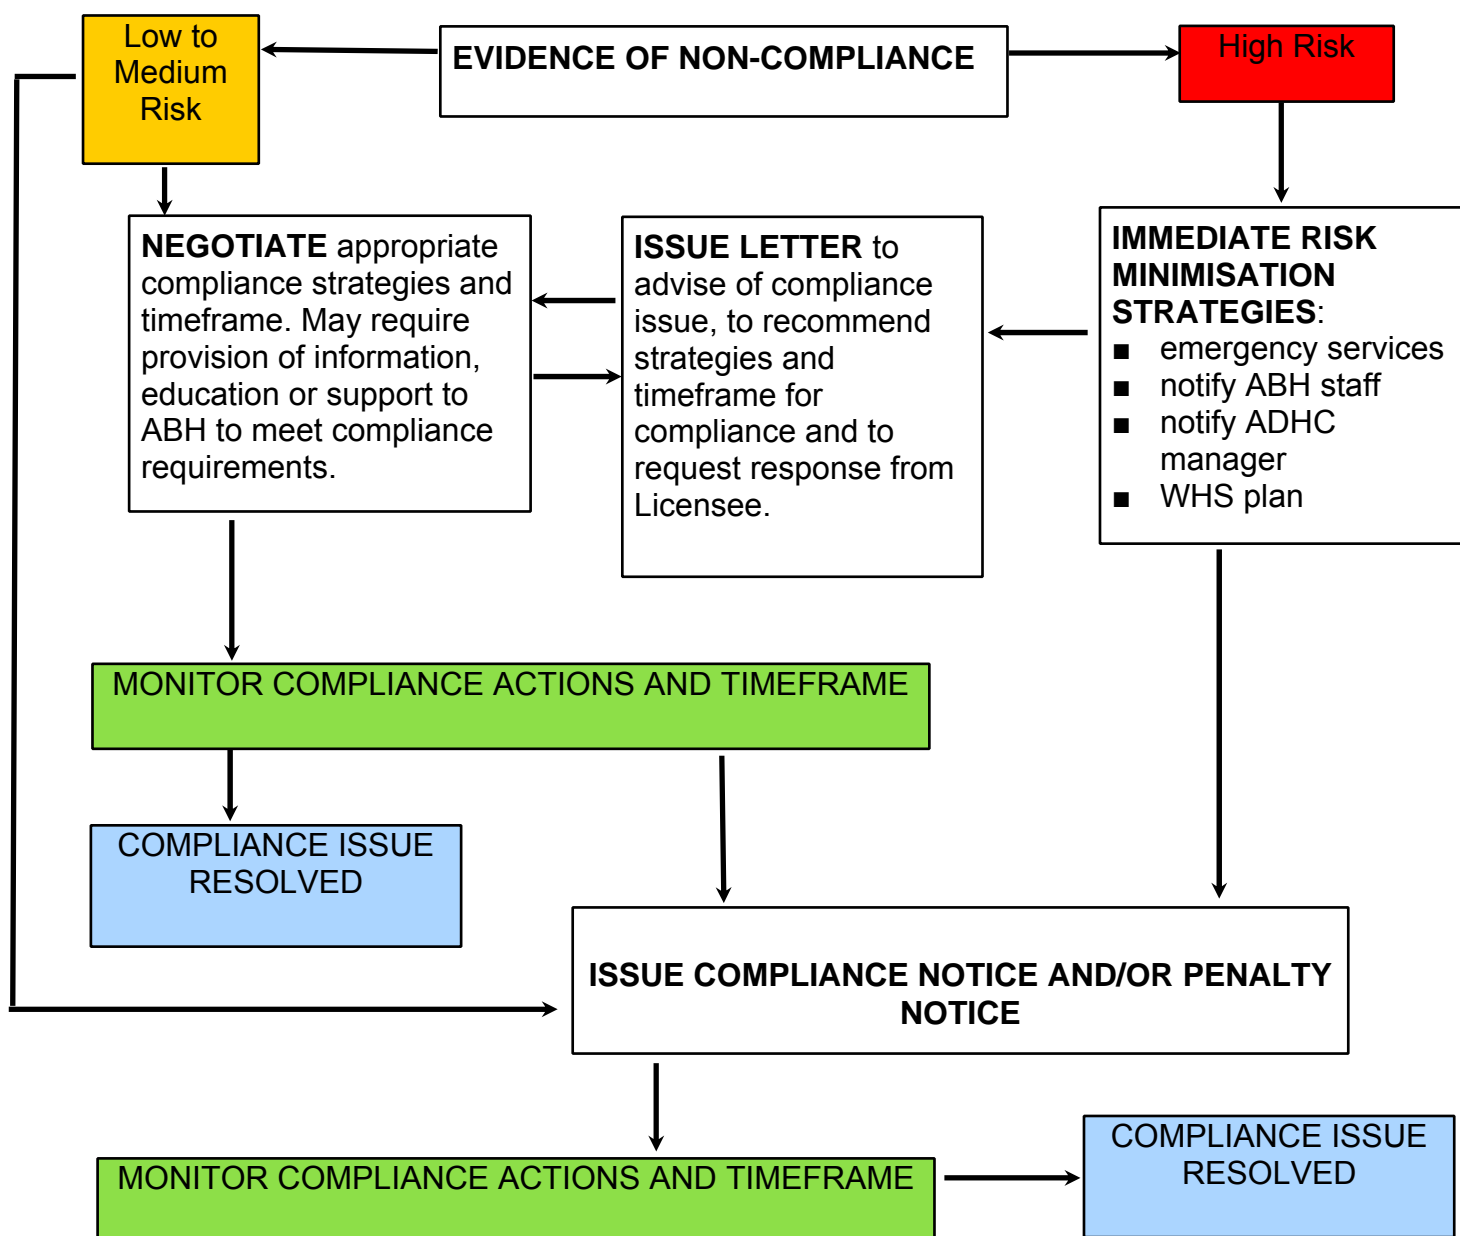 Low to
Medium
Risk
EVIDENCE OF NON-COMPLIANCE
High Risk
NEGOTIATE appropriate
compliance strategies and
timeframe. May require
provision of information,
education or support to
ABH to meet compliance
requirements.
ISSUE LETTER to
advise of compliance
issue, to recommend
strategies and
timeframe for
compliance and to
request response from
Licensee.
IMMEDIATE RISK
MINIMISATION
STRATEGIES:
■ emergency services
■ notify ABH staff
■ notify ADHC
manager
■ WHS plan
MONITOR COMPLIANCE ACTIONS AND TIMEFRAME
COMPLIANCE ISSUE
RESOLVED
ISSUE COMPLIANCE NOTICE AND/OR PENALTY
NOTICE
MONITOR COMPLIANCE ACTIONS AND TIMEFRAME
COMPLIANCE ISSUE
RESOLVED